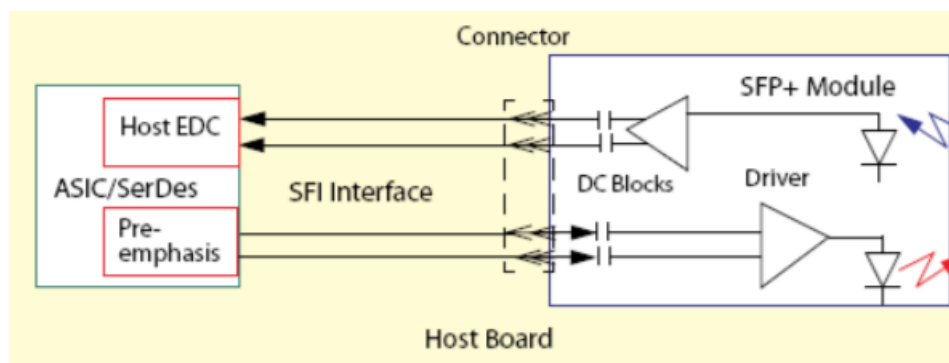 Connector
SFP+ Module
Host EDC
ASIC/SerDes
SFI Interface
DC Blocks
Driver
Pre-
emphasis
Host Board